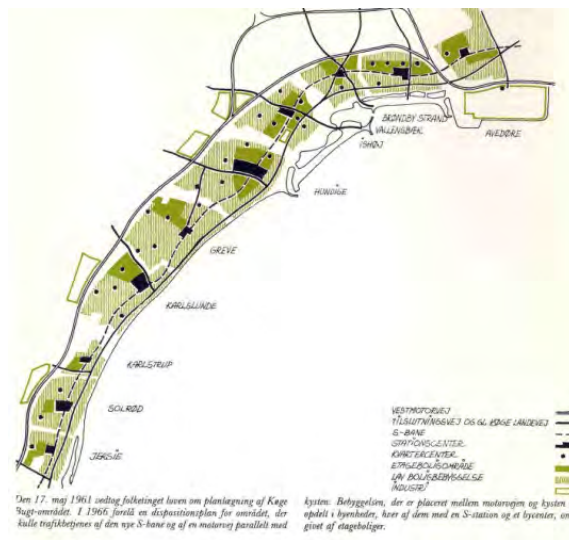 BRØNDBY STRAND
VALLENSBÆK
AVEDØRE
ISHØJ
HUNDIGE
GREVE
KARLSLUNDE
KARLSTRUP
SOLRØD
JERSIE
VESTMOTORVEJ
TILSLUTNINGSVEJ OG GL. KØGE LANDEVEJ
S-BANE
STATIONSCENTER
KVARTERCENTER
ETAGEBOLIGOMRÅDE
LAV BOLIGBEBYGGELSE
INDUSTRI
Den 17. maj 1961 vedtog folketinget loven om planlægning af Køge
Bugt-området. I 1966 forelå en dispositionsplan for området, der
kulle trafikbetjenes af den nye S-bane og af en motorvej parallelt med
kysten. Bebyggelsen, der er placeret mellem motorvejen og kysten
opdelt i byenheder, hver af dem med en S-station og et bycenter, om
givet af etageboliger.